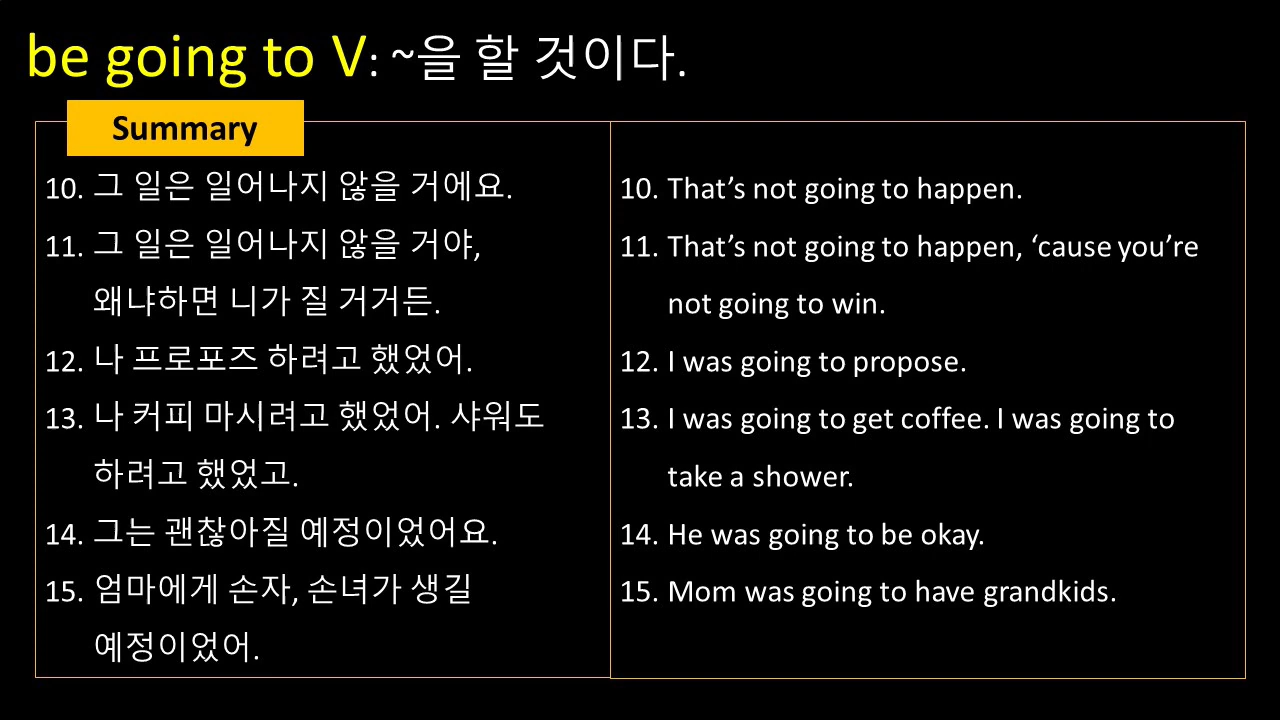 be going to V: ~을 할 것이다.
Summary
10. 그 일은 일어나지 않을 거에요.
11. 그 일은 일어나지 않을 거야,
왜냐하면 니가 질 거거든.
12. 나 프로포즈 하려고 했었어.
13. 나 커피 마시려고 했었어. 샤워도
하려고 했었고.
14. 그는 괜찮아질 예정이었어요.
15. 엄마에게 손자, 손녀가 생길
예정이었어.
10. That’s not going to happen.
11. That’s not going to happen, ‘cause you’re
not going to win.
12. I was going to propose.
13. I was going to get coffee. I was going to
take a shower.
14. He was going to be okay.
15. Mom was going to have grandkids.